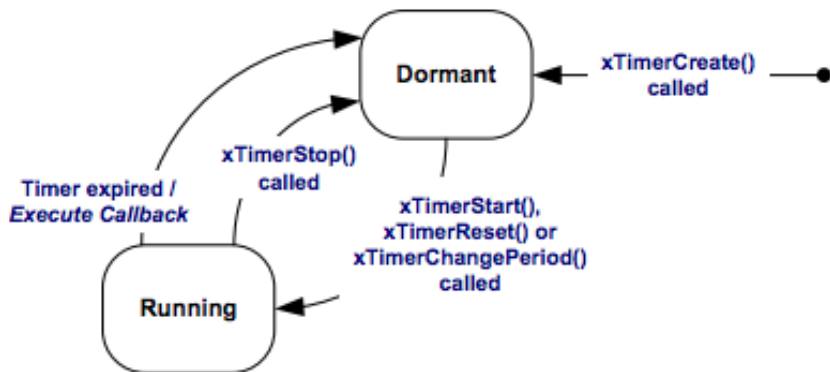 Dormant
xTimerCreate()
called
xTimerStop()
called
Timer expired /
Execute Callback
xTimerStart(),
xTimerReset() or
xTimerChangePeriod()
called
Running